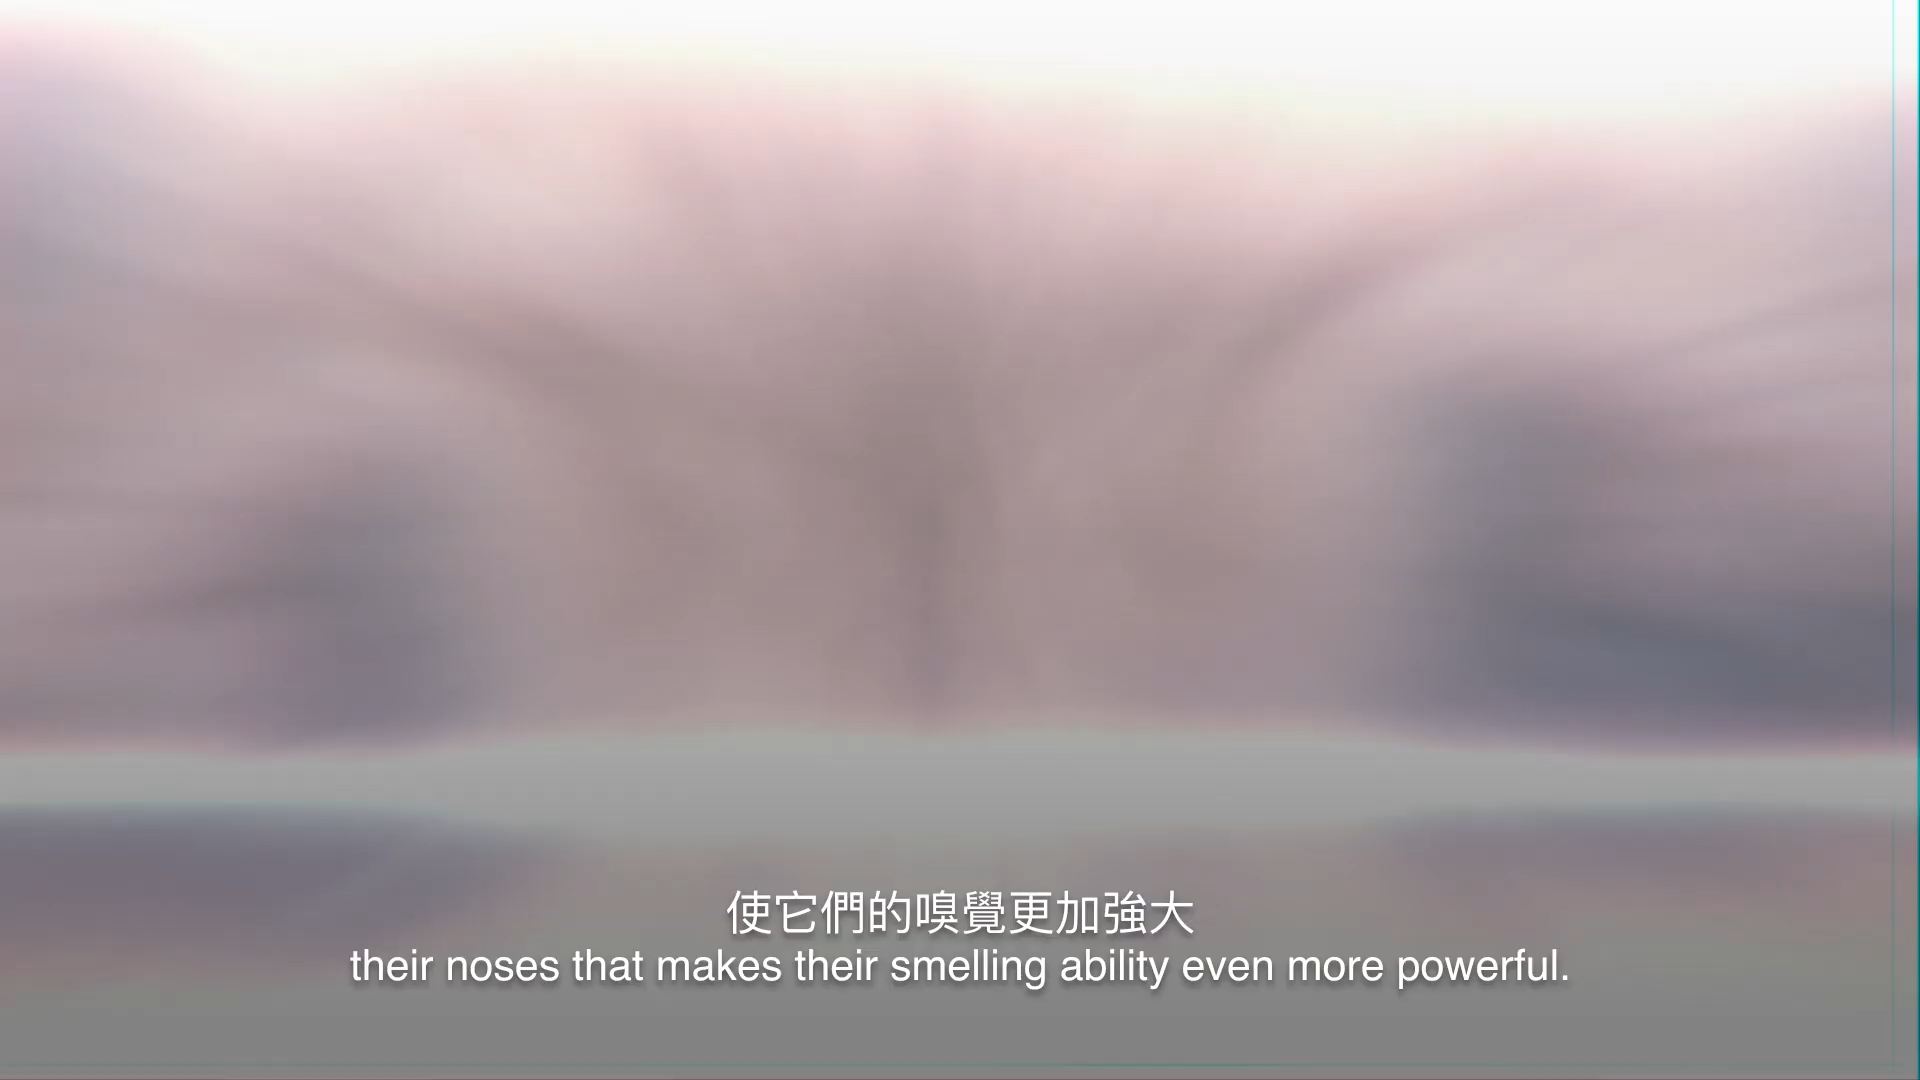 使它們的嗅覺更加強大
their noses that makes their smelling ability even more powerful.